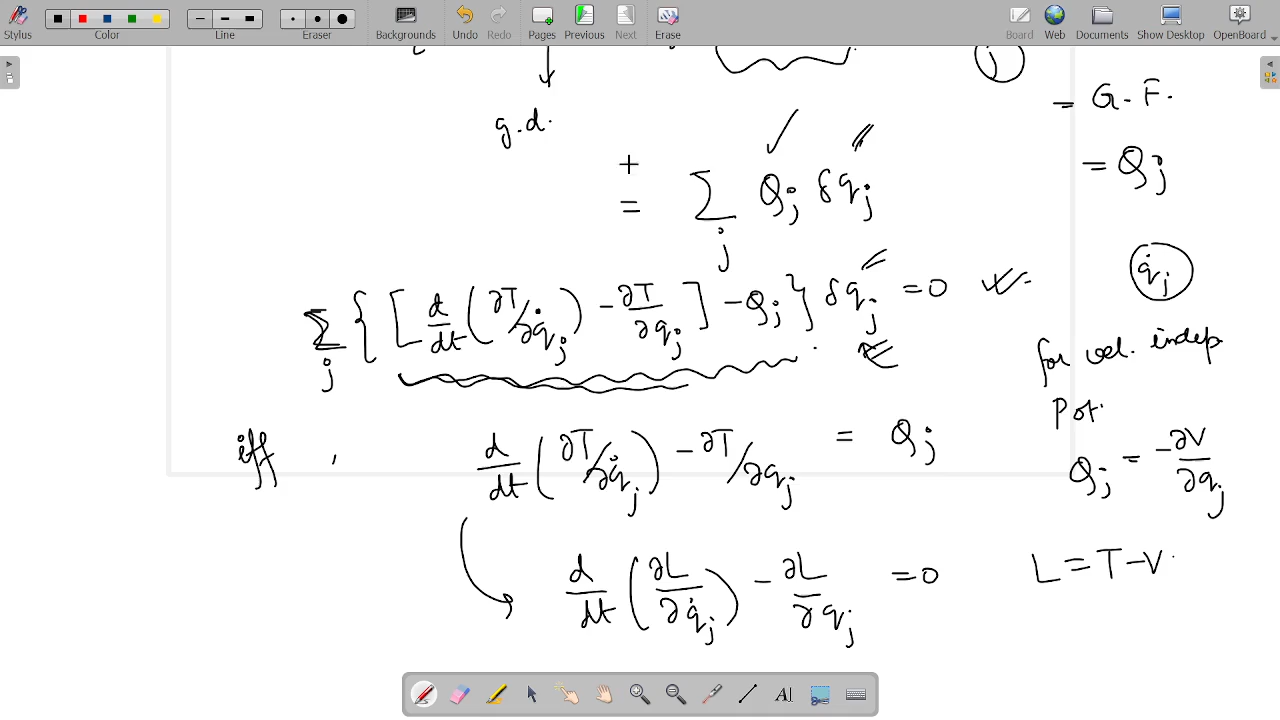 Stylus Color Line Eraser Backgrounds Undo Redo Pages Previous Next Erase Board Web Documents Show Desktop OpenBoard
j
= G.F.
g.d.
= Qj
+
= ∑j Qj δqj
q̇j
∑j { [ d/dt (∂T/∂q̇j) - ∂T/∂qj ] - Qj } δqj = 0
for vel. indep
Pot.
iff , d/dt (∂T/∂q̇j) - ∂T/∂qj = Qj
Qj = -∂V/∂qj
d/dt (∂L/∂q̇j) - ∂L/∂qj = 0
L = T - V